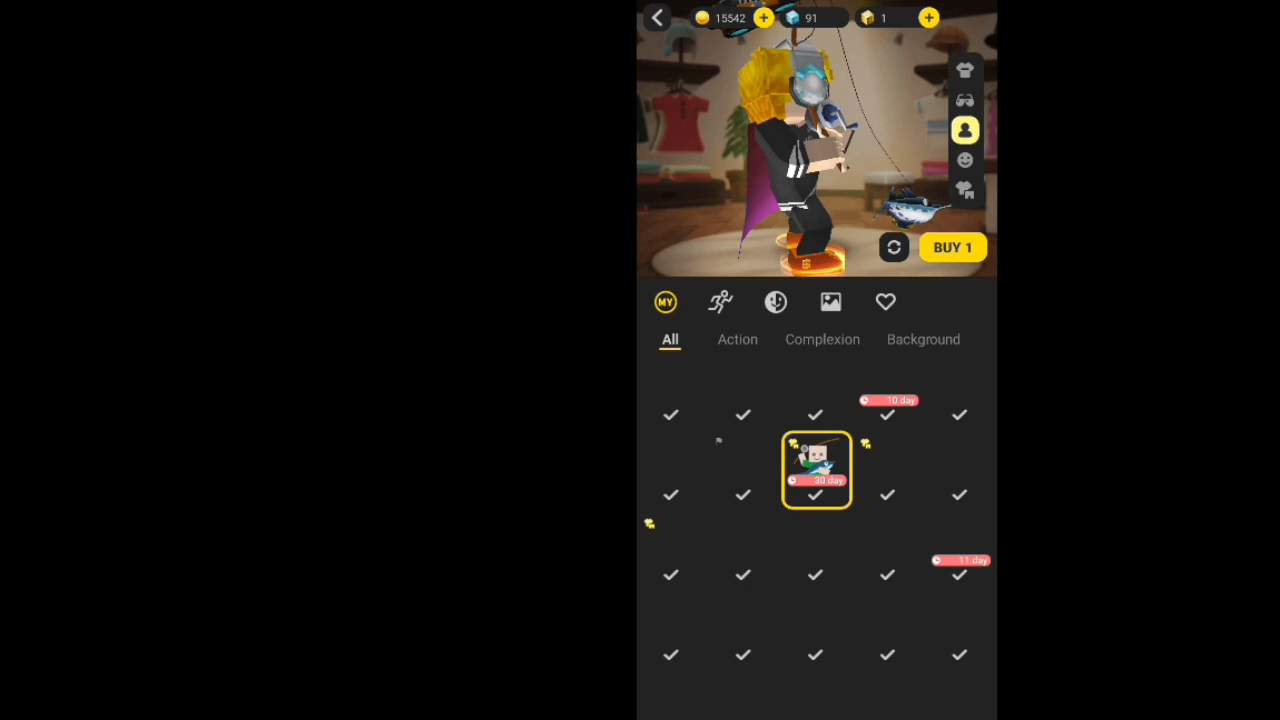 15542 91 1
BUY 1
MY
All Action Complexion Background
10 day
30 day
11 day